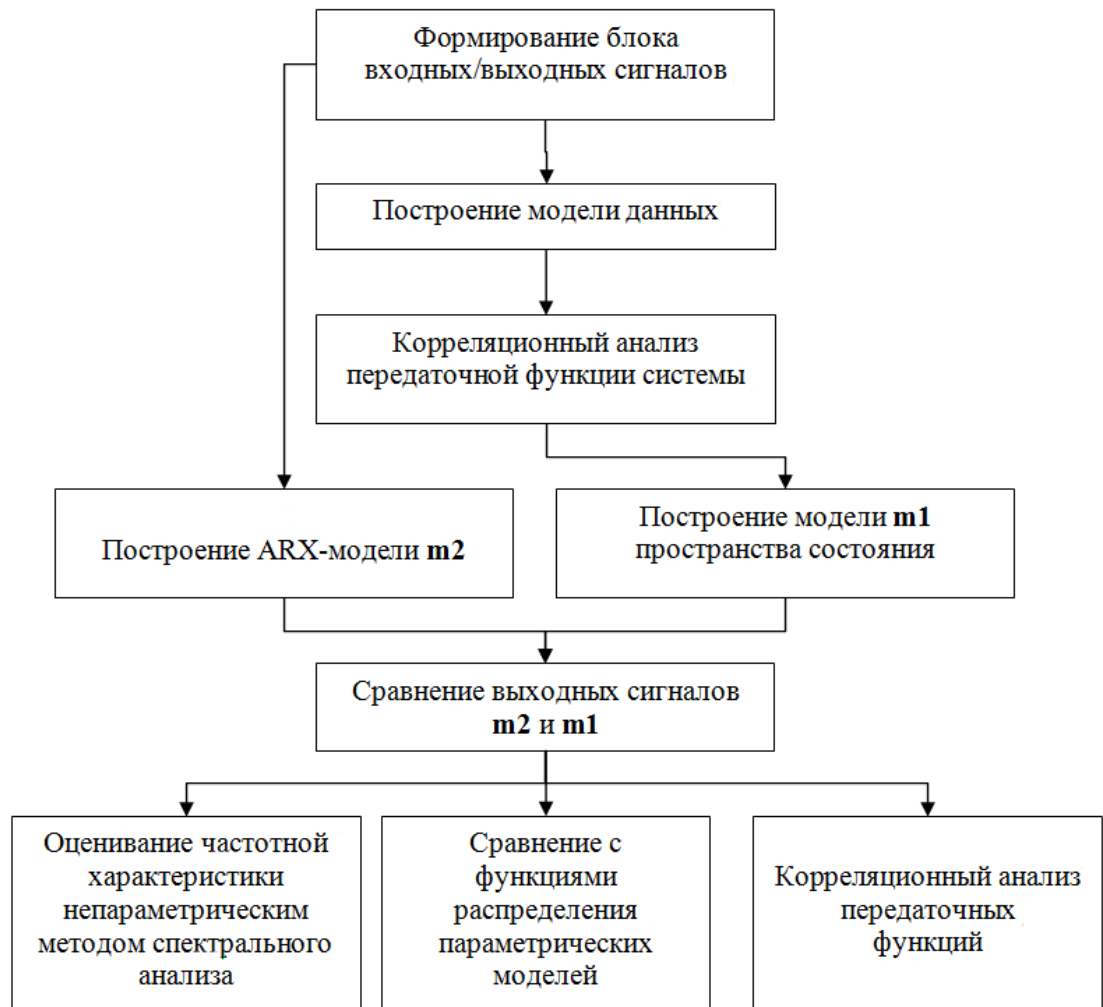 Формирование блока
входных/выходных сигналов
Построение модели данных
Корреляционный анализ
передаточной функции системы
Построение ARX-модели m2
Построение модели m1
пространства состояния
Сравнение выходных сигналов
m2 и m1
Оценивание частотной
характеристики
непараметрическим
методом спектрального
анализа
Сравнение с
функциями
распределения
параметрических
моделей
Корреляционный анализ
передаточных
функций